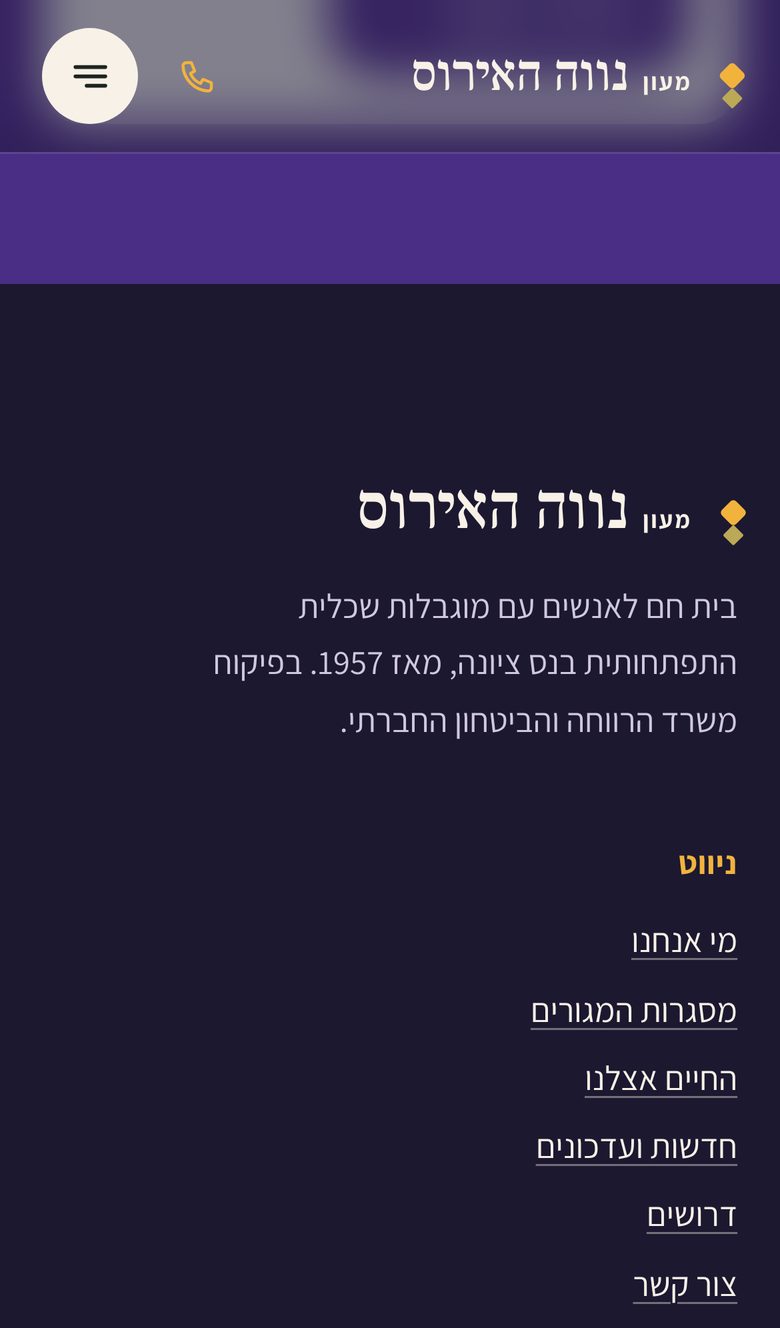 מעון נווה האירוס
מעון נווה האירוס
בית חם לאנשים עם מוגבלות שכלית
התפתחותית בנס ציונה, מאז 1957. בפיקוח
משרד הרווחה והביטחון החברתי.
ניווט
מי אנחנו
מסגרות המגורים
החיים אצלנו
חדשות ועדכונים
דרושים
צור קשר